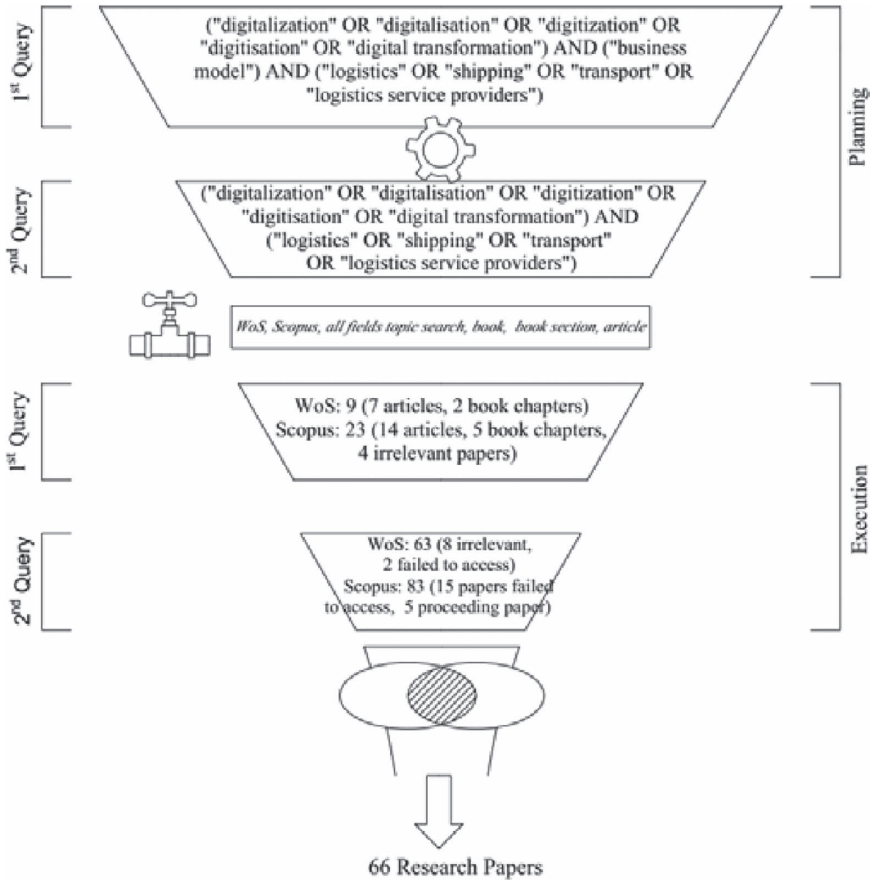 1st Query
("digitalization" OR "digitalisation" OR "digitization" OR
"digitisation" OR "digital transformation") AND ("business
model") AND ("logistics" OR "shipping" OR "transport" OR
"logistics service providers")
Planning
2nd Query
("digitalization" OR "digitalisation" OR "digitization" OR
"digitisation" OR "digital transformation") AND
("logistics" OR "shipping" OR "transport"
OR "logistics service providers")
WoS, Scopus, all fields topic search, book, book section, article
1st Query
WoS: 9 (7 articles, 2 book chapters)
Scopus: 23 (14 articles, 5 book chapters,
4 irrelevant papers)
Execution
2nd Query
WoS: 63 (8 irrelevant,
2 failed to access)
Scopus: 83 (15 papers failed
to access, 5 proceeding paper)
66 Research Papers